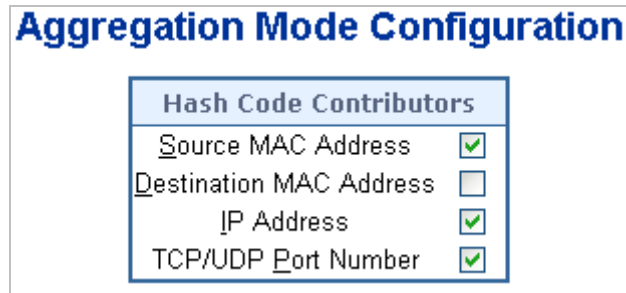 Aggregation Mode Configuration
Hash Code Contributors
Source MAC Address
Destination MAC Address
IP Address
TCP/UDP Port Number